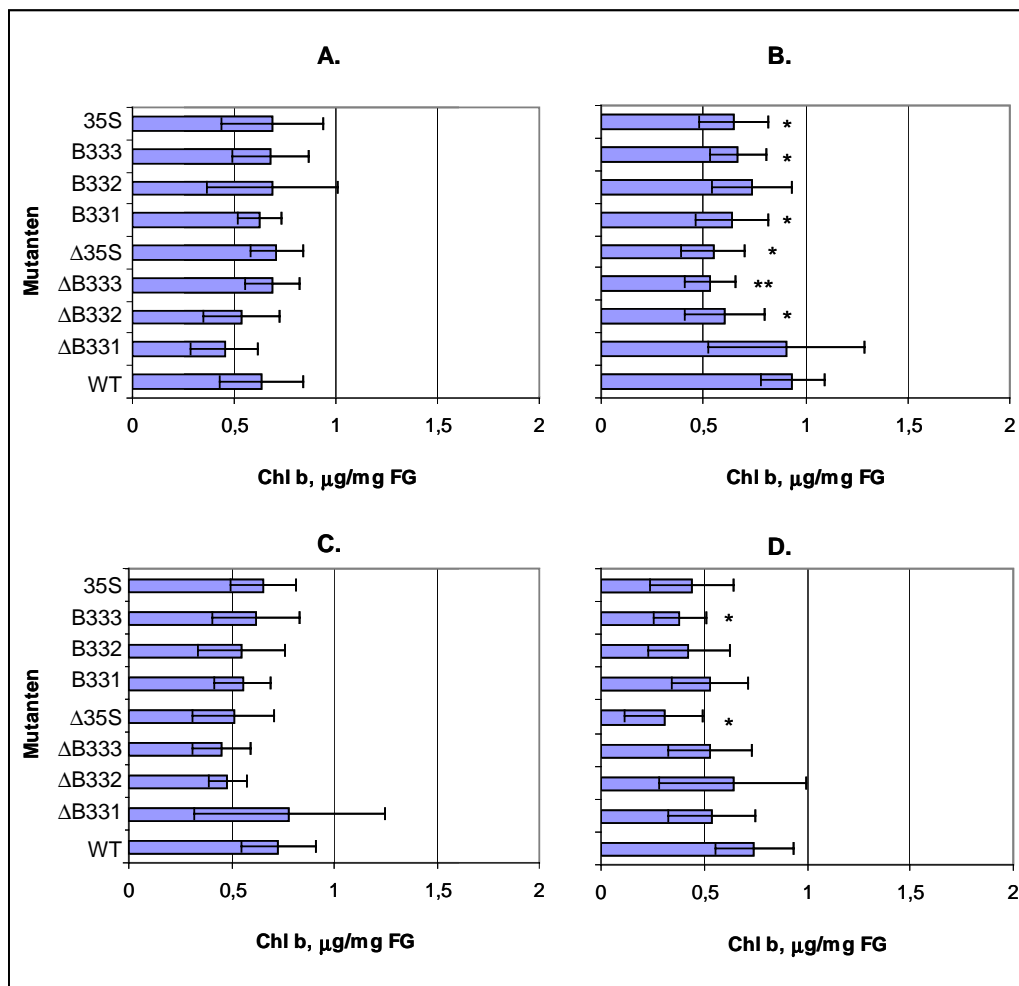 A.
Mutanten
35S
B333
B332
B331
Δ35S
ΔB333
ΔB332
ΔB331
WT
0 0,5 1 1,5 2
Chl b, μg/mg FG
B.
*
*
*
*
**
*
0 0,5 1 1,5 2
Chl b, μg/mg FG
C.
Mutanten
35S
B333
B332
B331
Δ35S
ΔB333
ΔB332
ΔB331
WT
0 0,5 1 1,5 2
Chl b, μg/mg FG
D.
*
*
0 0,5 1 1,5 2
Chl b, μg/mg FG